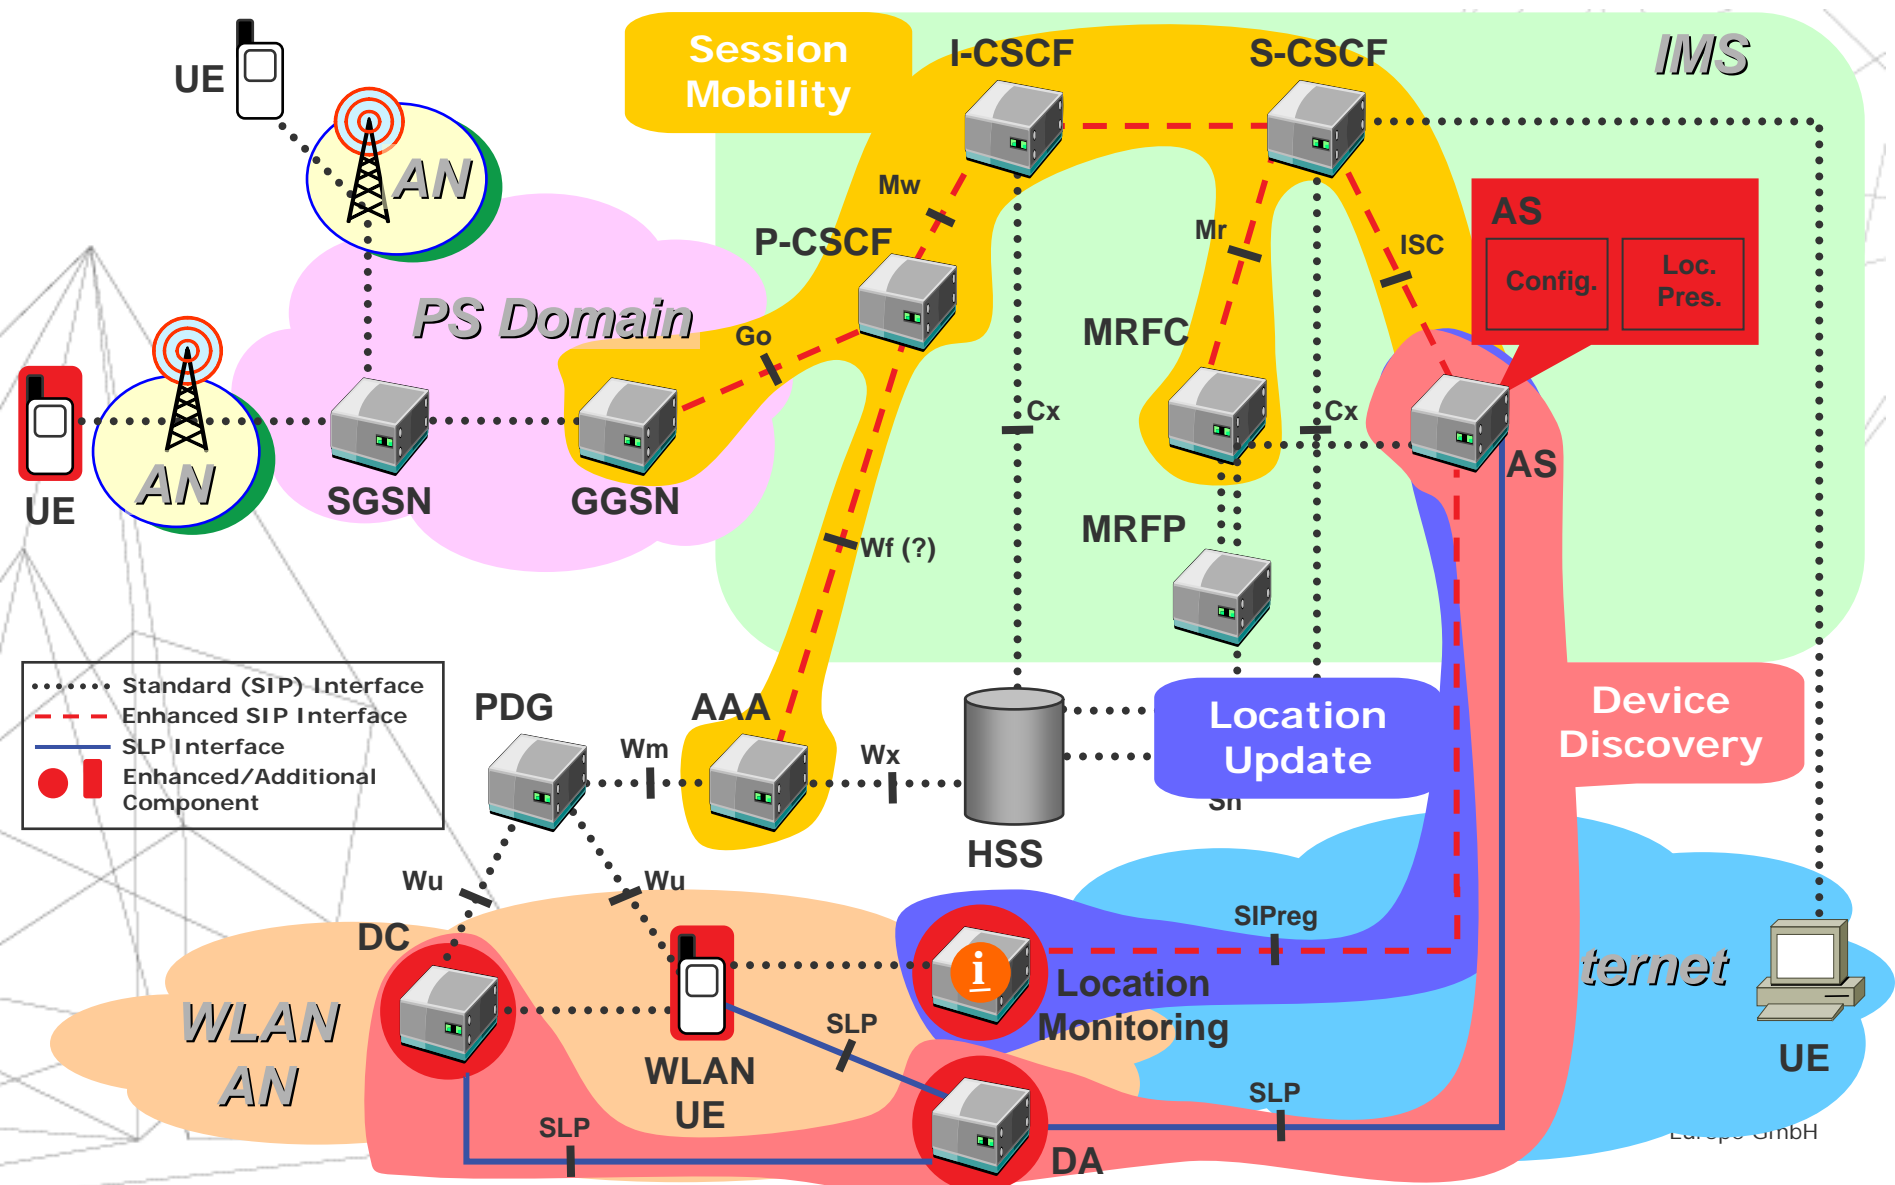 Session
Mobility
I-CSCF
S-CSCF
IMS
UE
AN
Mw
P-CSCF
Mr
ISC
AS
Config.
Loc.
Pres.
PS Domain
Go
MRFC
Cx
Cx
AS
UE
AN
SGSN
GGSN
MRFP
Wf (?)
Standard (SIP) Interface
Enhanced SIP Interface
SLP Interface
Enhanced/Additional
Component
PDG
AAA
Wm
Wx
Location
Update
Device
Discovery
Sh
HSS
Wu
Wu
DC
SIPreg
ternet
Location
Monitoring
WLAN
AN
SLP
WLAN
UE
UE
SLP
SLP
DA
Europe GmbH